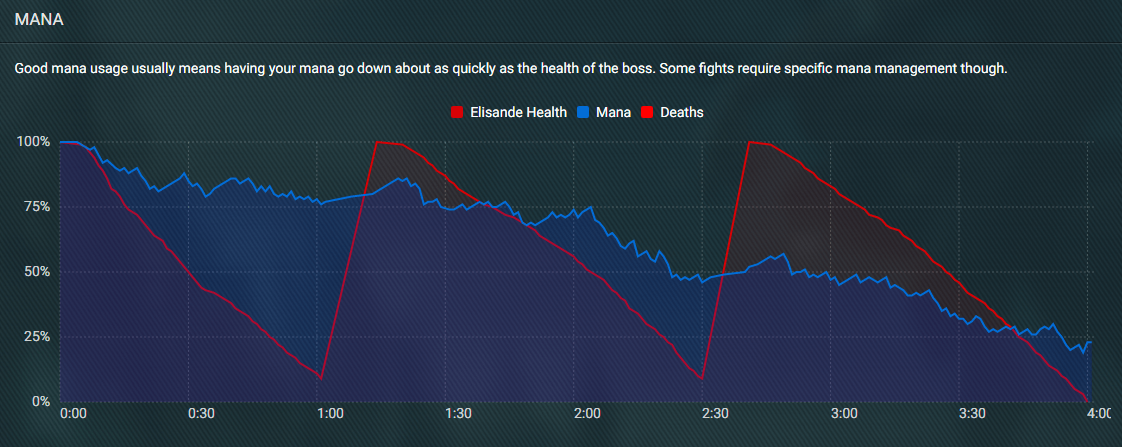 MANA
Good mana usage usually means having your mana go down about as quickly as the health of the boss. Some fights require specific mana management though.
Elisande Health Mana Deaths
100%
75%
50%
25%
0%
0:00 0:30 1:00 1:30 2:00 2:30 3:00 3:30 4:00